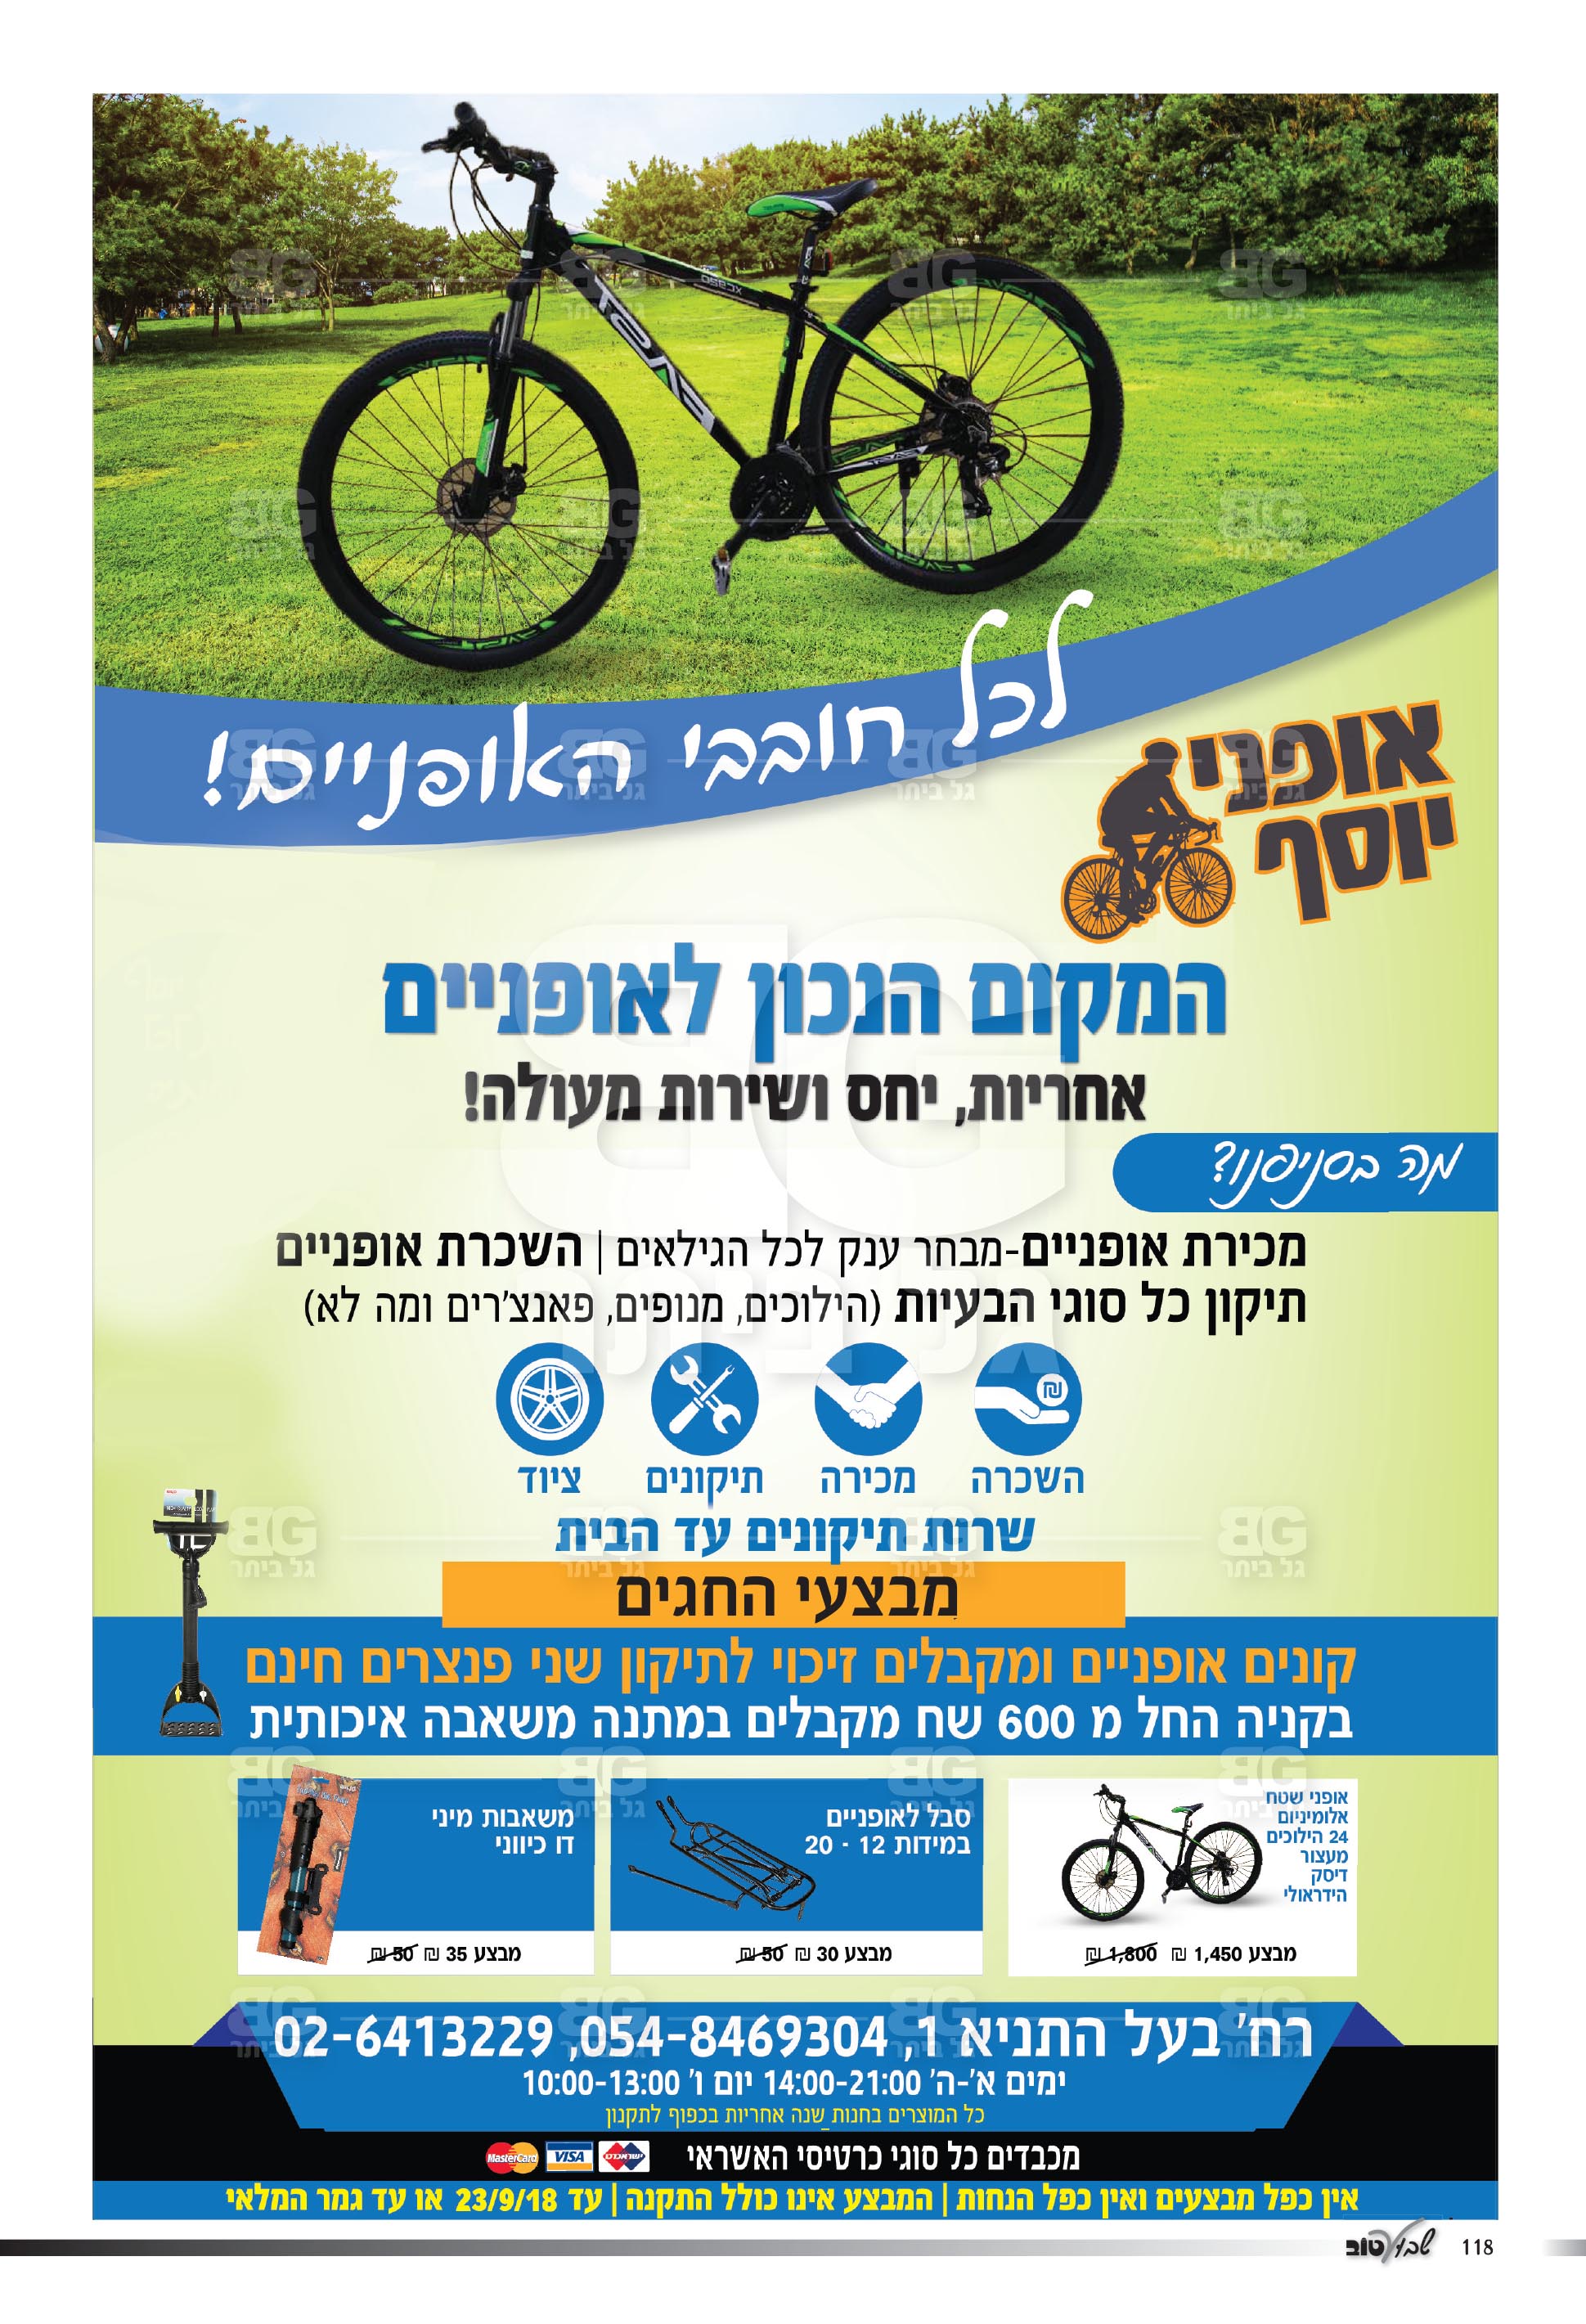 לכל חובבי האופניים!
אופני
יוסף
המקום הנכון לאופניים
אחריות, יחס ושירות מעולה!
מה בסניפנו?
מכירת אופניים-מבחר ענק לכל הגילאים | השכרת אופניים
תיקון כל סוגי הבעיות (הילוכים, מנופים, פאנצ'רים ומה לא)
השכרה מכירה תיקונים ציוד
שרות תיקונים עד הבית
מבצעי החגים
קונים אופניים ומקבלים זיכוי לתיקון שני פנצרים חינם
בקניה החל מ 600 שח מקבלים במתנה משאבה איכותית
אופני שטח
אלומיניום
24 הילוכים
מעצור
דיסק
הידראולי
מבצע 1,450 ₪ 1,800 ₪
סבל לאופניים
במידות 12 - 20
מבצע 30 ₪ 50 ₪
משאבות מיני
דו כיווני
מבצע 35 ₪ 50 ₪
רח' בעל התניא 1, 054-8469304, 02-6413229
ימים א'-ה' 14:00-21:00 יום ו' 10:00-13:00
כל המוצרים בחנות שנה אחריות בכפוף לתקנון
מכבדים כל סוגי כרטיסי האשראי
ישראכרט VISA MasterCard
אין כפל מבצעים ואין כפל הנחות | המבצע אינו כולל התקנה | עד 23/9/18 או עד גמר המלאי
118 שבוע טוב
BG
גל ביתר